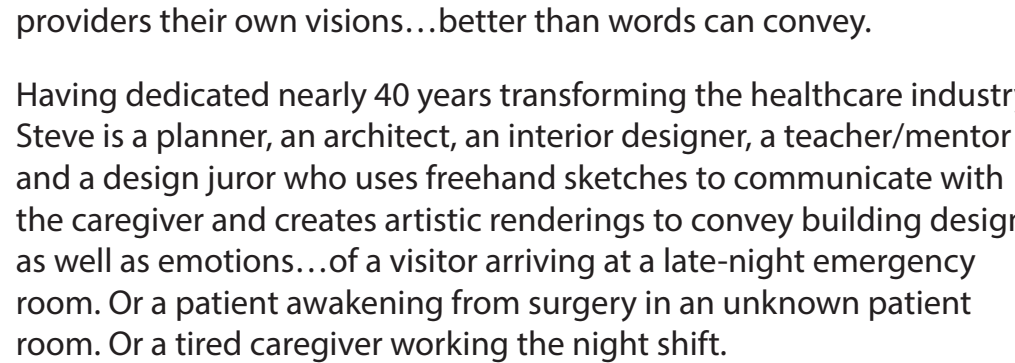 providers their own visions…better than words can convey.
Having dedicated nearly 40 years transforming the healthcare industry
Steve is a planner, an architect, an interior designer, a teacher/mentor
and a design juror who uses freehand sketches to communicate with
the caregiver and creates artistic renderings to convey building design
as well as emotions…of a visitor arriving at a late-night emergency
room. Or a patient awakening from surgery in an unknown patient
room. Or a tired caregiver working the night shift.